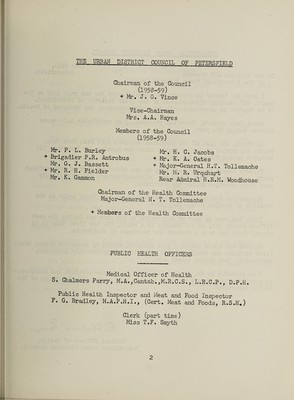 THE URBAN DISTRICT COUNCIL OF PETERSFIELD
Chairman of the Council
(1958-59)
+ Mr. J. G. Vince
Vice-Chairman
Mrs. A.A. Hayes
Members of the Council
(1958-59)
Mr. P. L. Burley
+ Brigadier P.R. Antrobus
Mr. G. J. Bassett
+ Mr. R. H. Fielder
Mr. K. Gammon
Mr. H. C. Jacobs
+ Mr. K. A. Oates
+ Major-General H.T. Tollemache
Mr. H. R. Urquhart
Rear Admiral H.N.M. Woodhouse
Chairman of the Health Committee
Major-General H. T. Tollemache
+ Members of the Health Committee
PUBLIC HEALTH OFFICERS
Medical Officer of Health
S. Chalmers Parry, M.A.,Cantab.,M.R.C.S., L.R.C.P., D.P.H.
Public Health Inspector and Meat and Food Inspector
F. G. Bradley, M.A.P.H.I., (Cert. Meat and Foods, R.S.H.)
Clerk (part time)
Miss T.F. Smyth
2